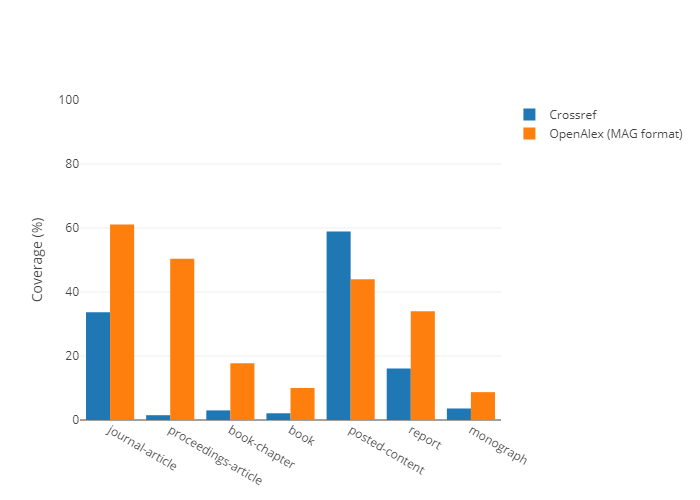 100
80
60
40
20
0
Coverage (%)
journal-article
proceedings-article
book-chapter
book
posted-content
report
monograph
Crossref
OpenAlex (MAG format)